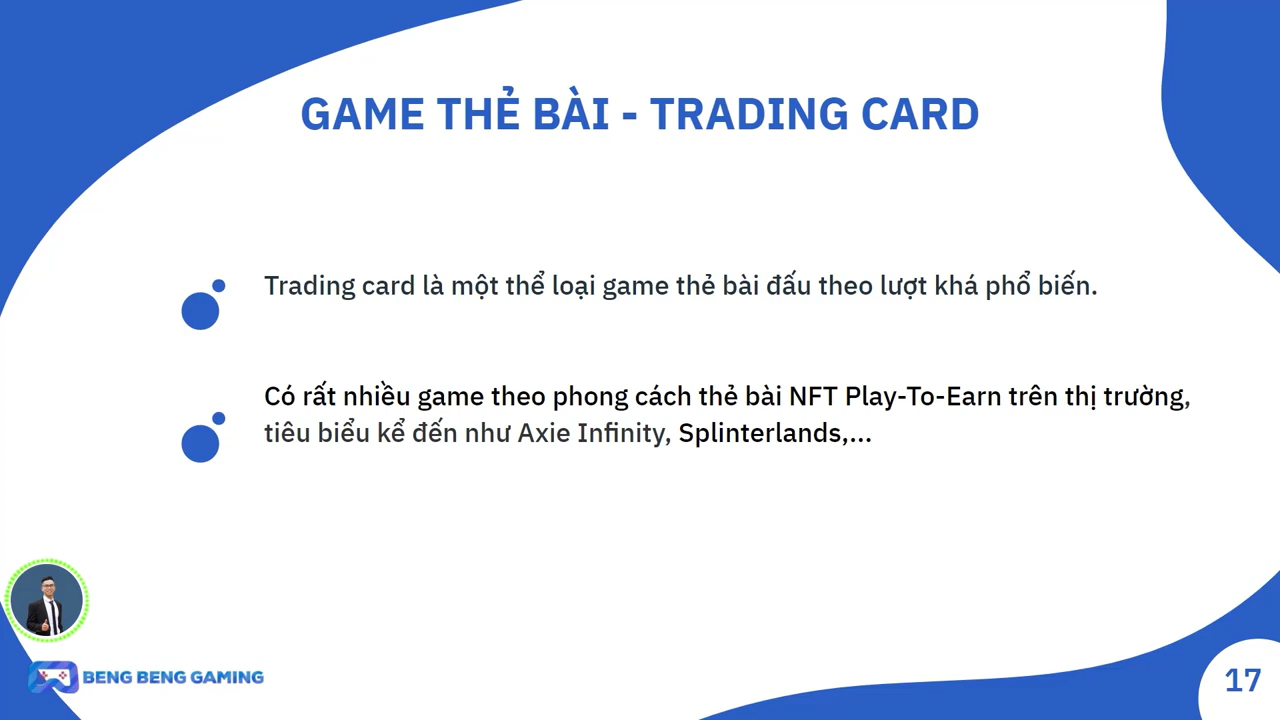 GAME THẺ BÀI - TRADING CARD
Trading card là một thể loại game thẻ bài đấu theo lượt khá phổ biến.
Có rất nhiều game theo phong cách thẻ bài NFT Play-To-Earn trên thị trường,
tiêu biểu kể đến như Axie Infinity, Splinterlands,...
BENG BENG GAMING
17